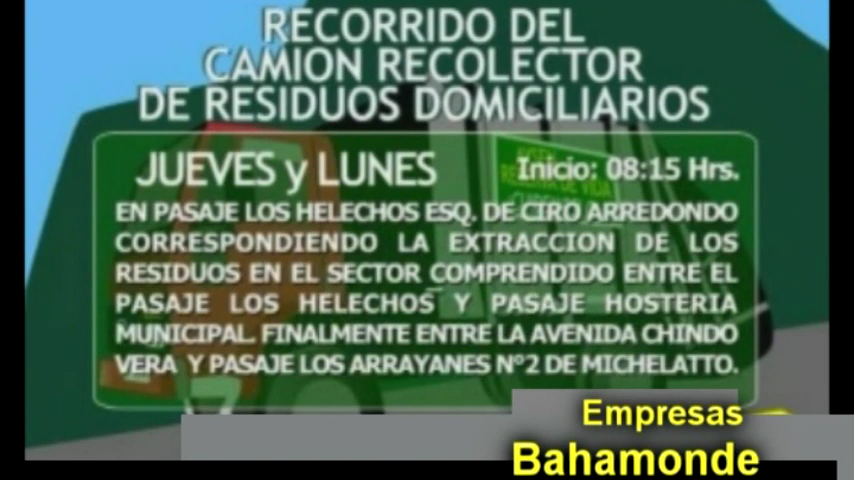 RECORRIDO DEL
CAMION RECOLECTOR
DE RESIDUOS DOMICILIARIOS
JUEVES y LUNES Inicio: 08:15 Hrs.
EN PASAJE LOS HELECHOS ESQ. DE CIRO ARREDONDO
CORRESPONDIENDO LA EXTRACCION DE LOS
RESIDUOS EN EL SECTOR COMPRENDIDO ENTRE EL
PASAJE LOS HELECHOS Y PASAJE HOSTERIA
MUNICIPAL. FINALMENTE ENTRE LA AVENIDA CHINDO
VERA Y PASAJE LOS ARRAYANES Nº2 DE MICHELATTO.
Empresas
Bahamonde